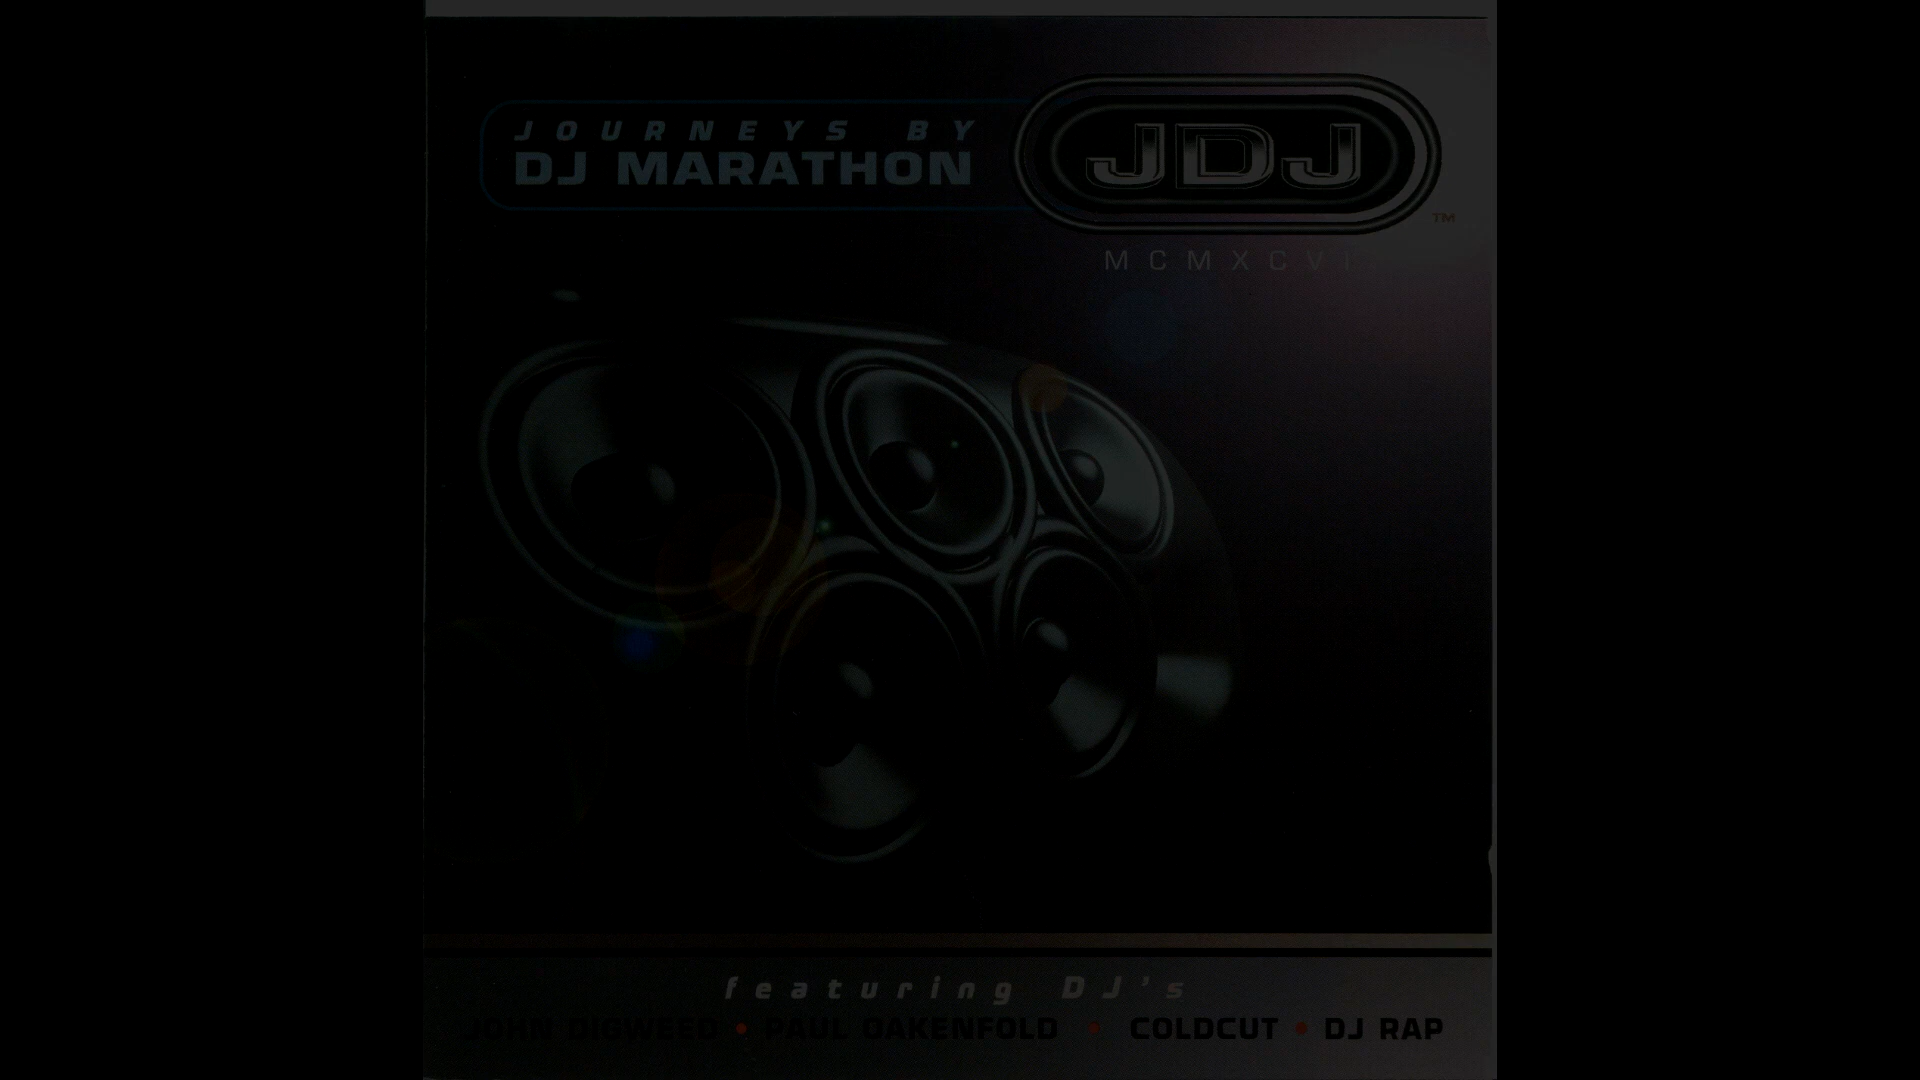 JOURNEYS BY
DJ MARATHON
JDJ
TM
MCMXCVI
featuring DJ's
JOHN DIGWEED • PAUL OAKENFOLD • COLDCUT • DJ RAP